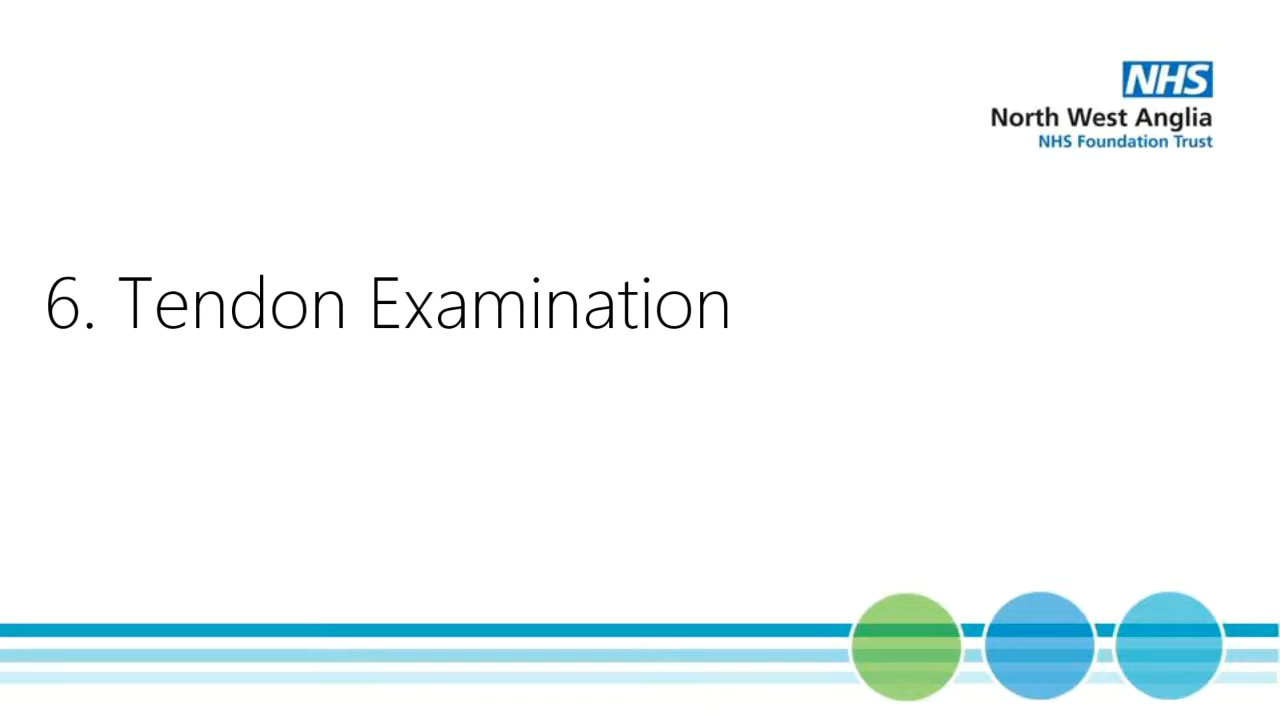 NHS
North West Anglia
NHS Foundation Trust
6. Tendon Examination